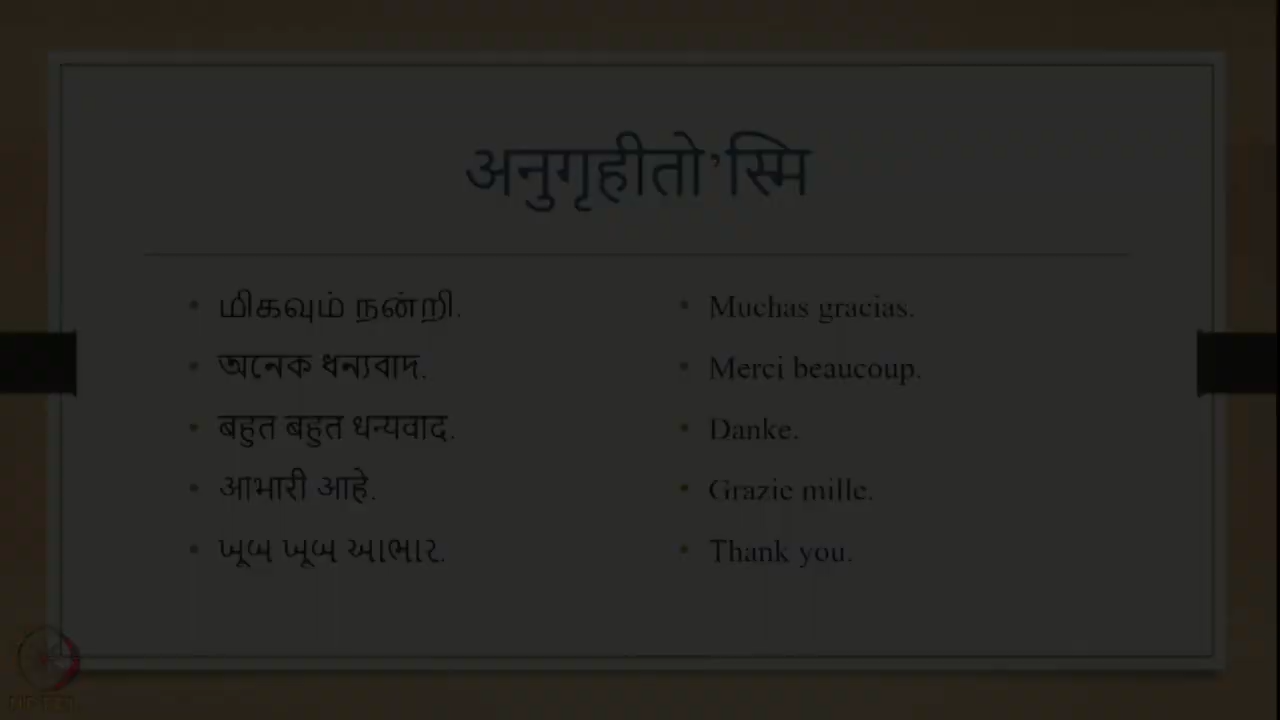 अनुगृहीतो’स्मि
மிகவும் நன்றி.
অনেক ধন্যবাদ.
बहुत बहुत धन्यवाद.
आभारी आहे.
ખૂબ ખૂબ આભાર.
Muchas gracias.
Merci beaucoup.
Danke.
Grazie mille.
Thank you.
NPTEL